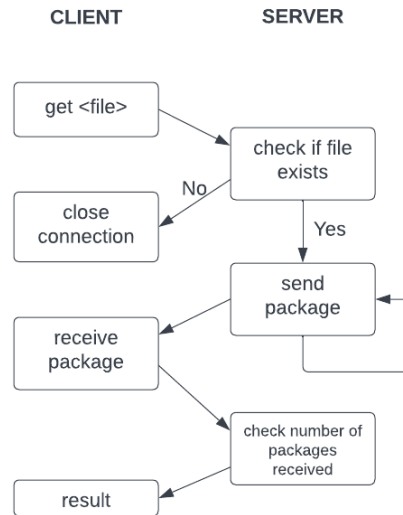 CLIENT
SERVER
get <file>
check if file
exists
No
close
connection
Yes
send
package
receive
package
check number of
packages
received
result